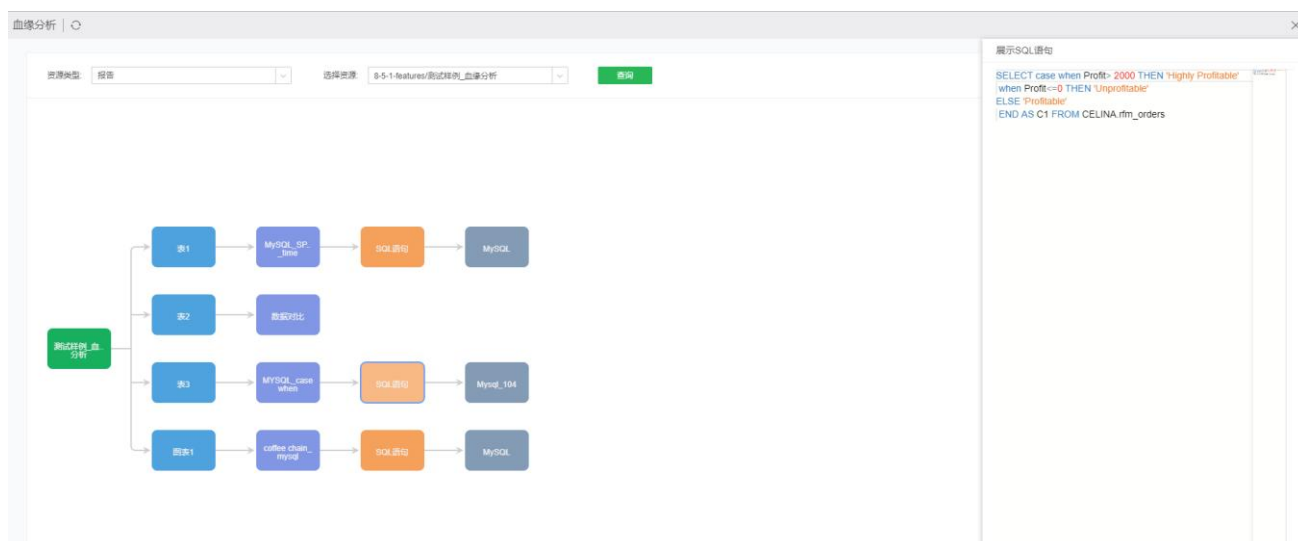 血缘分析
资源类型: 报告
选择资源: 8-5-1-features/测试样例_血缘分析
查询
展示SQL语句
SELECT case when Profit> 2000 THEN 'Highly Profitable'
when Profit<=0 THEN 'Unprofitable'
ELSE 'Profitable'
END AS C1 FROM CELINA.rfm_orders
测试样例_血...
分析
表1
MySQL_SP...
_time
SQL语句
MySQL
表2
数据对比
表3
MYSQL_case
when
SQL语句
Mysql_104
图表1
coffee chain_
mysql
SQL语句
MySQL